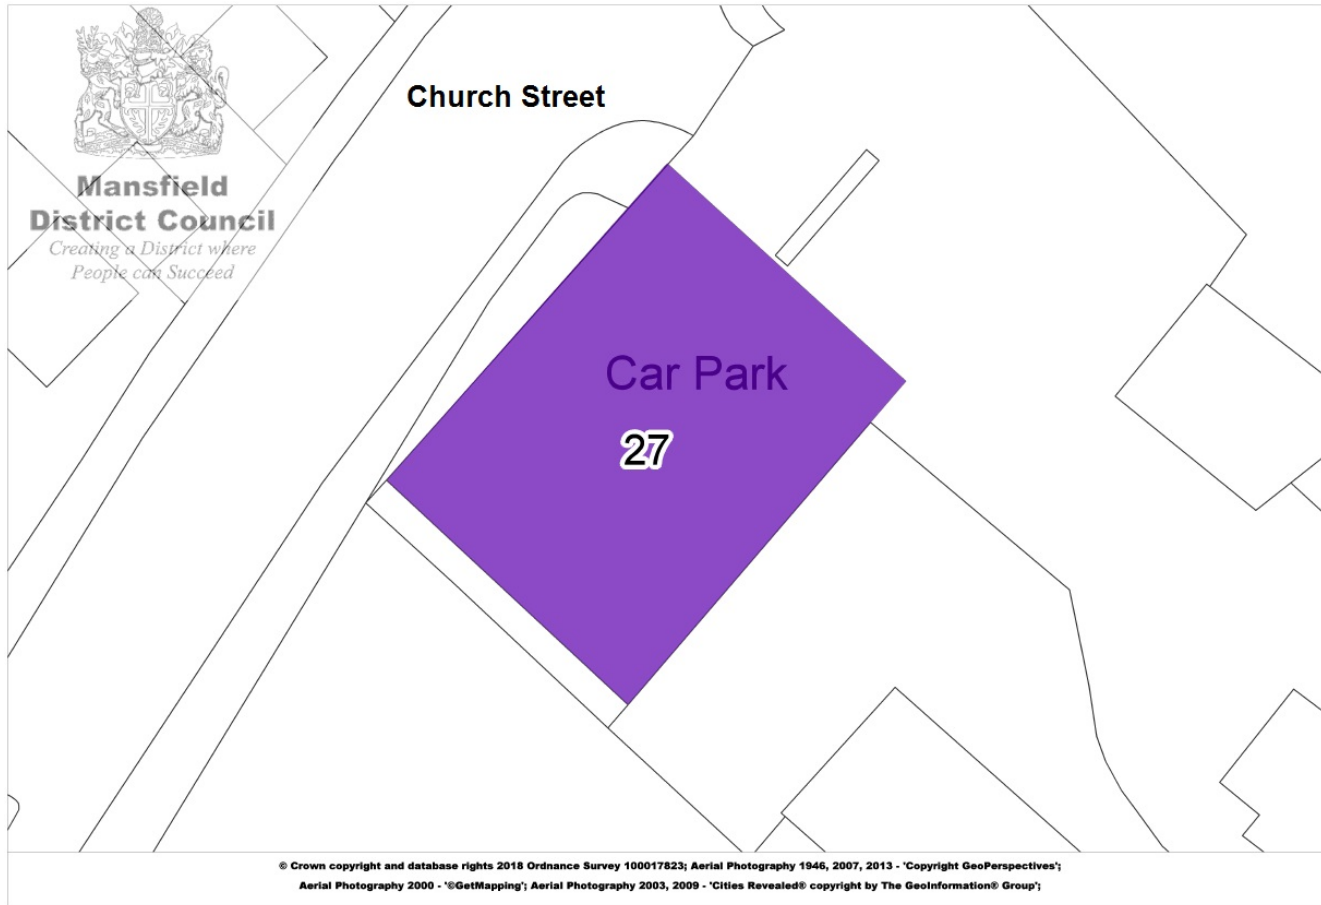 Church Street
Mansfield
District Council
Creating a District where
People can Succeed
Car Park
27
© Crown copyright and database rights 2018 Ordnance Survey 100017823; Aerial Photography 1946, 2007, 2013 - 'Copyright GeoPerspectives';
Aerial Photography 2000 - '©GetMapping'; Aerial Photography 2003, 2009 - 'Cities Revealed® copyright by The GeoInformation® Group';